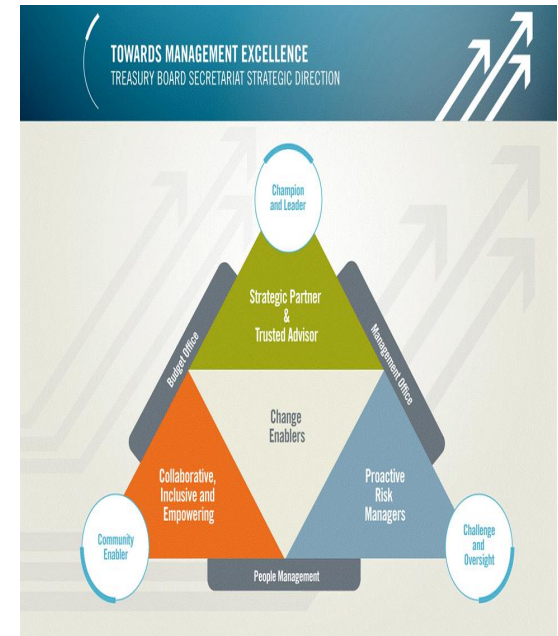 TOWARDS MANAGEMENT EXCELLENCE
TREASURY BOARD SECRETARIAT STRATEGIC DIRECTION
Champion
and Leader
Strategic Partner
&
Trusted Advisor
Budget Office
Management Office
Change
Enablers
Collaborative,
Inclusive and
Empowering
Proactive
Risk
Managers
Community
Enabler
Challenge
and
Oversight
People Management